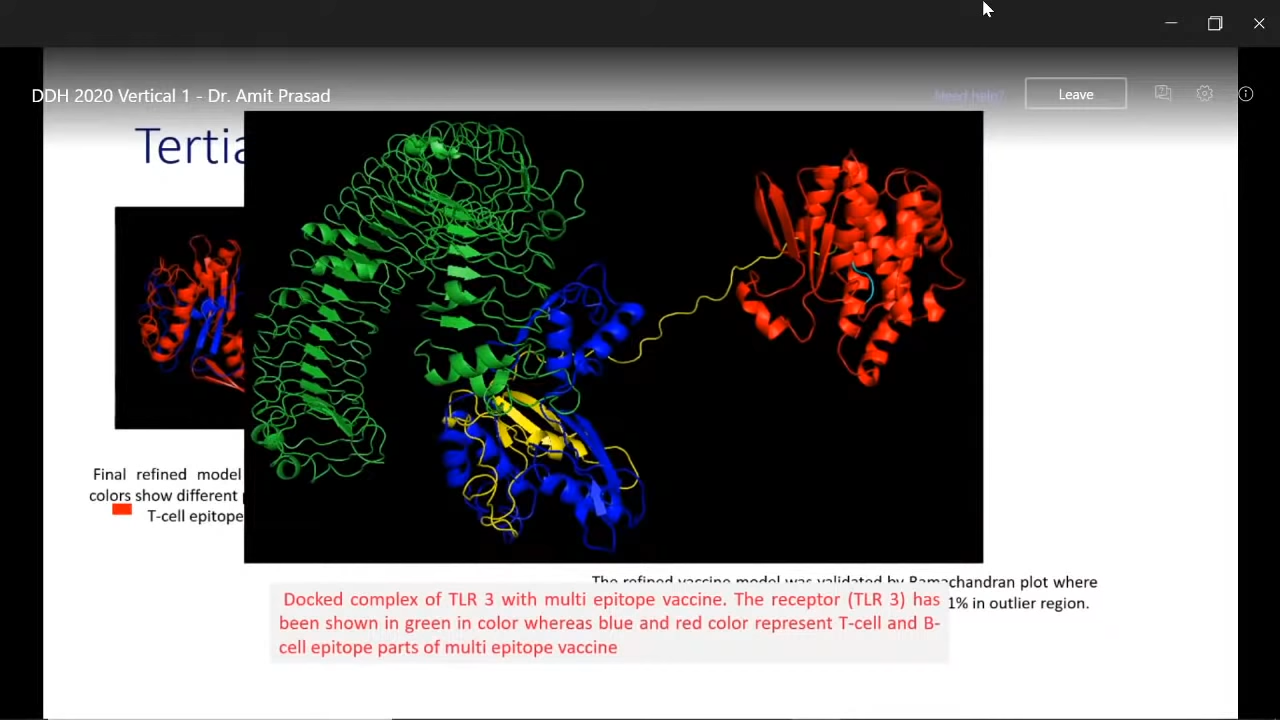 DDH 2020 Vertical 1 - Dr. Amit Prasad
Need help?
Leave
Tertia
Final refined model
colors show different
T-cell epitope
The refined vaccine model was validated by Ramachandran plot where
1% in outlier region.
Docked complex of TLR 3 with multi epitope vaccine. The receptor (TLR 3) has
been shown in green in color whereas blue and red color represent T-cell and B-
cell epitope parts of multi epitope vaccine